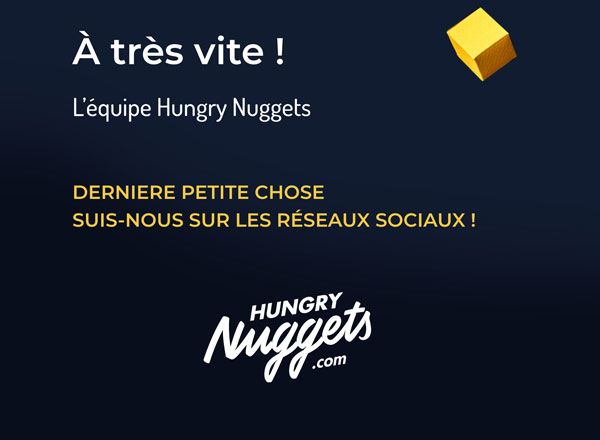 À très vite !
L'équipe Hungry Nuggets
DERNIERE PETITE CHOSE
SUIS-NOUS SUR LES RÉSEAUX SOCIAUX !
HUNGRY
Nuggets
.com